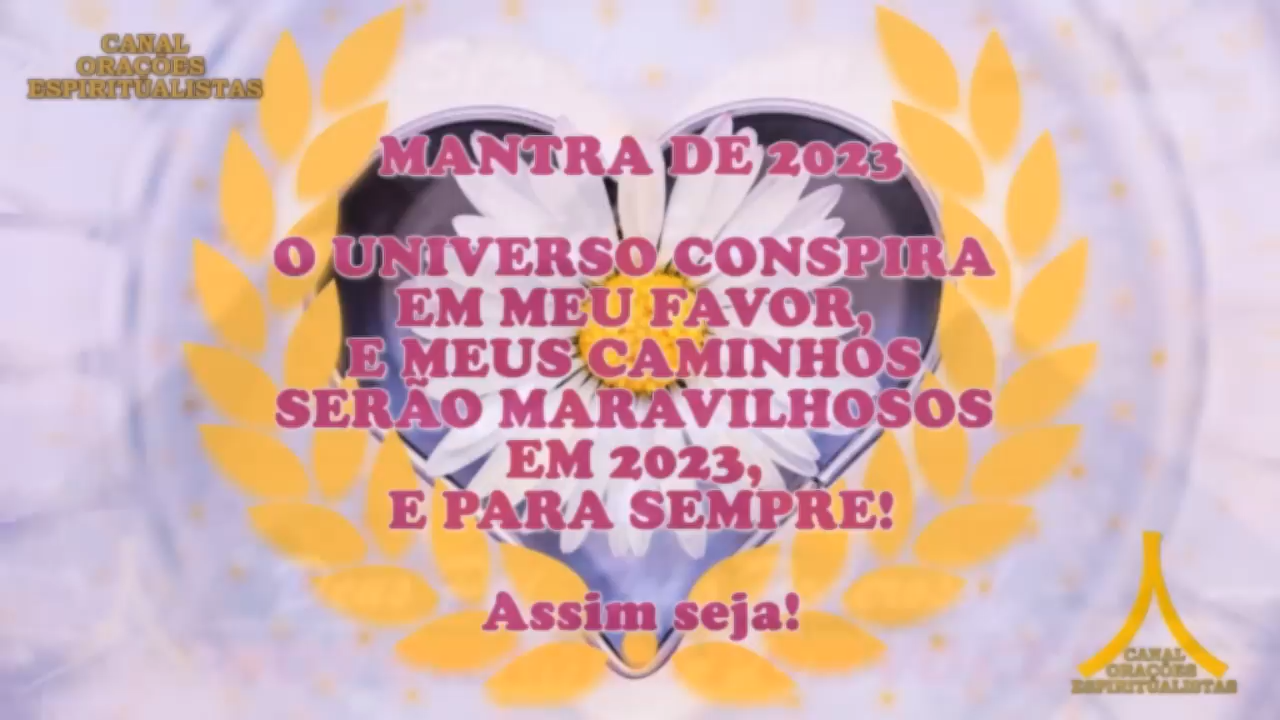 CANAL
ORAÇÕES
ESPIRITUALISTAS
MANTRA DE 2023
O UNIVERSO CONSPIRA
EM MEU FAVOR,
E MEUS CAMINHOS
SERÃO MARAVILHOSOS
EM 2023,
E PARA SEMPRE!
Assim seja!
CANAL
ORAÇÕES
ESPIRITUALISTAS